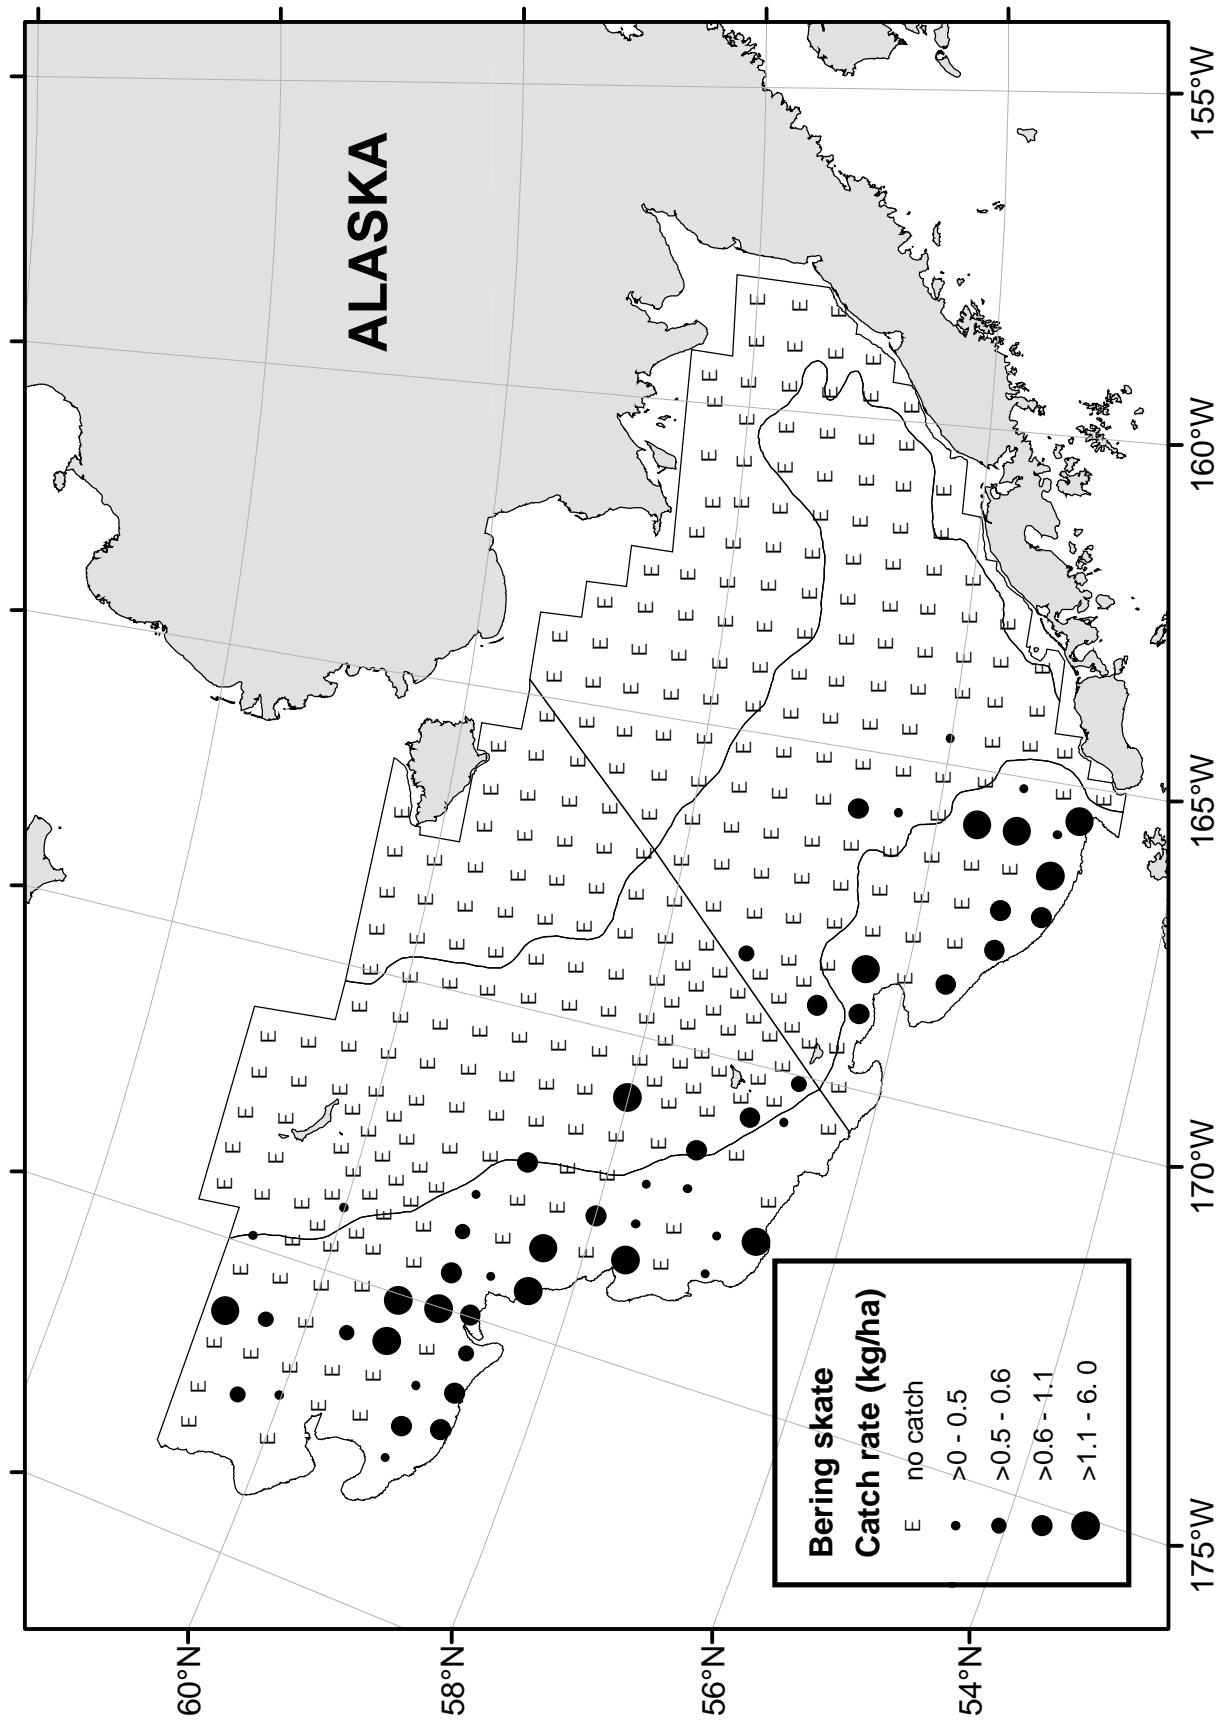 ALASKA
60°N
58°N
56°N
54°N
155°W
160°W
165°W
170°W
175°W
Bering skate
Catch rate (kg/ha)
E no catch
>0 - 0.5
>0.5 - 0.6
>0.6 - 1.1
>1.1 - 6. 0